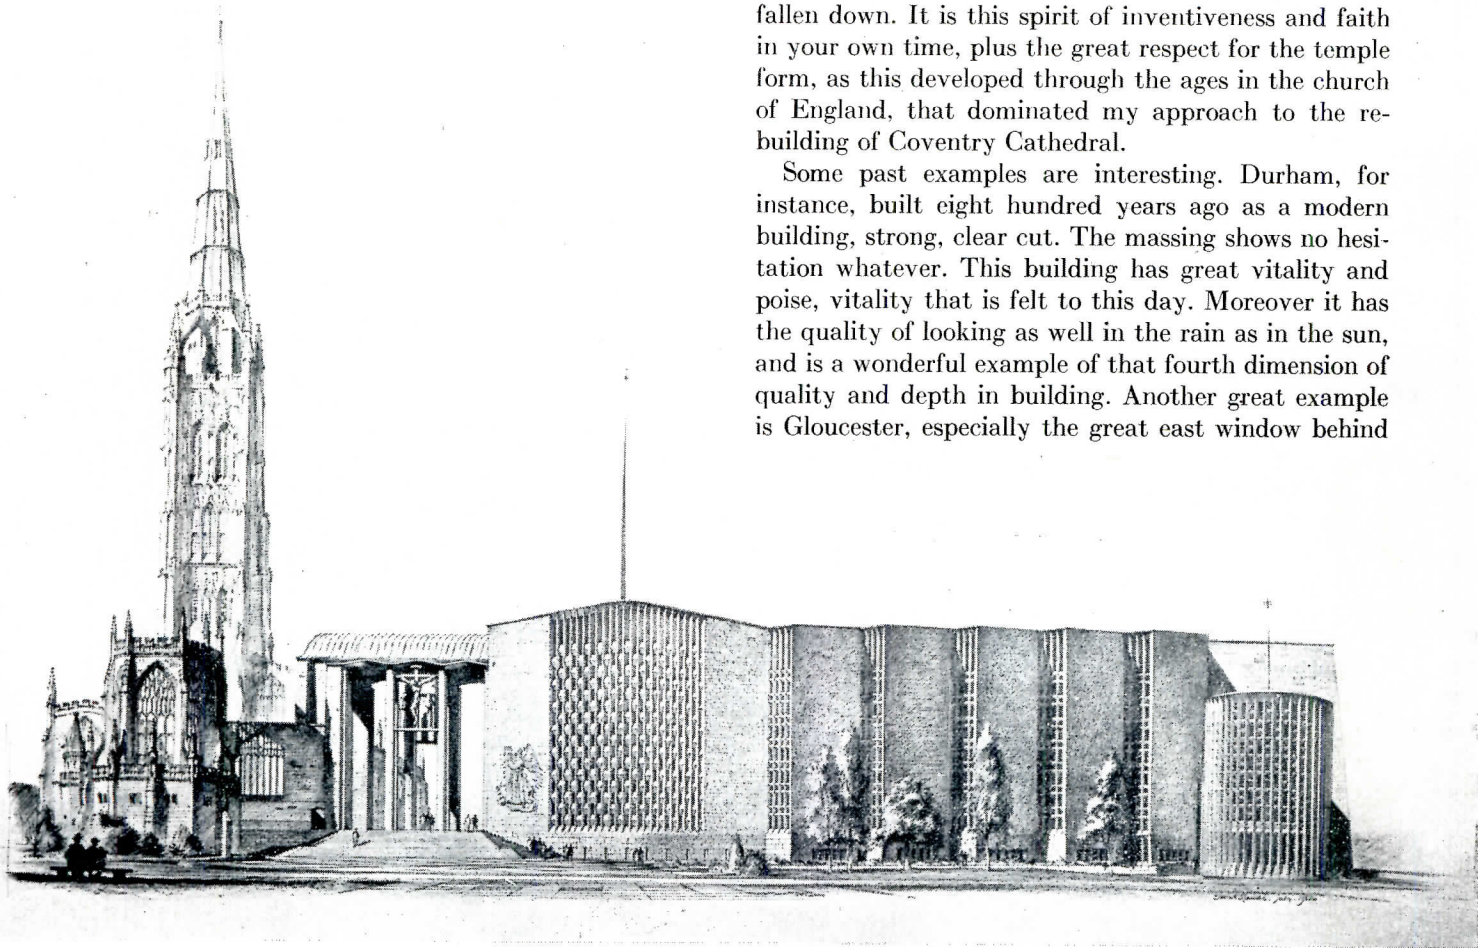 fallen down. It is this spirit of inventiveness and faith
in your own time, plus the great respect for the temple
form, as this developed through the ages in the church
of England, that dominated my approach to the re-
building of Coventry Cathedral.
Some past examples are interesting. Durham, for
instance, built eight hundred years ago as a modern
building, strong, clear cut. The massing shows no hesi-
tation whatever. This building has great vitality and
poise, vitality that is felt to this day. Moreover it has
the quality of looking as well in the rain as in the sun,
and is a wonderful example of that fourth dimension of
quality and depth in building. Another great example
is Gloucester, especially the great east window behind